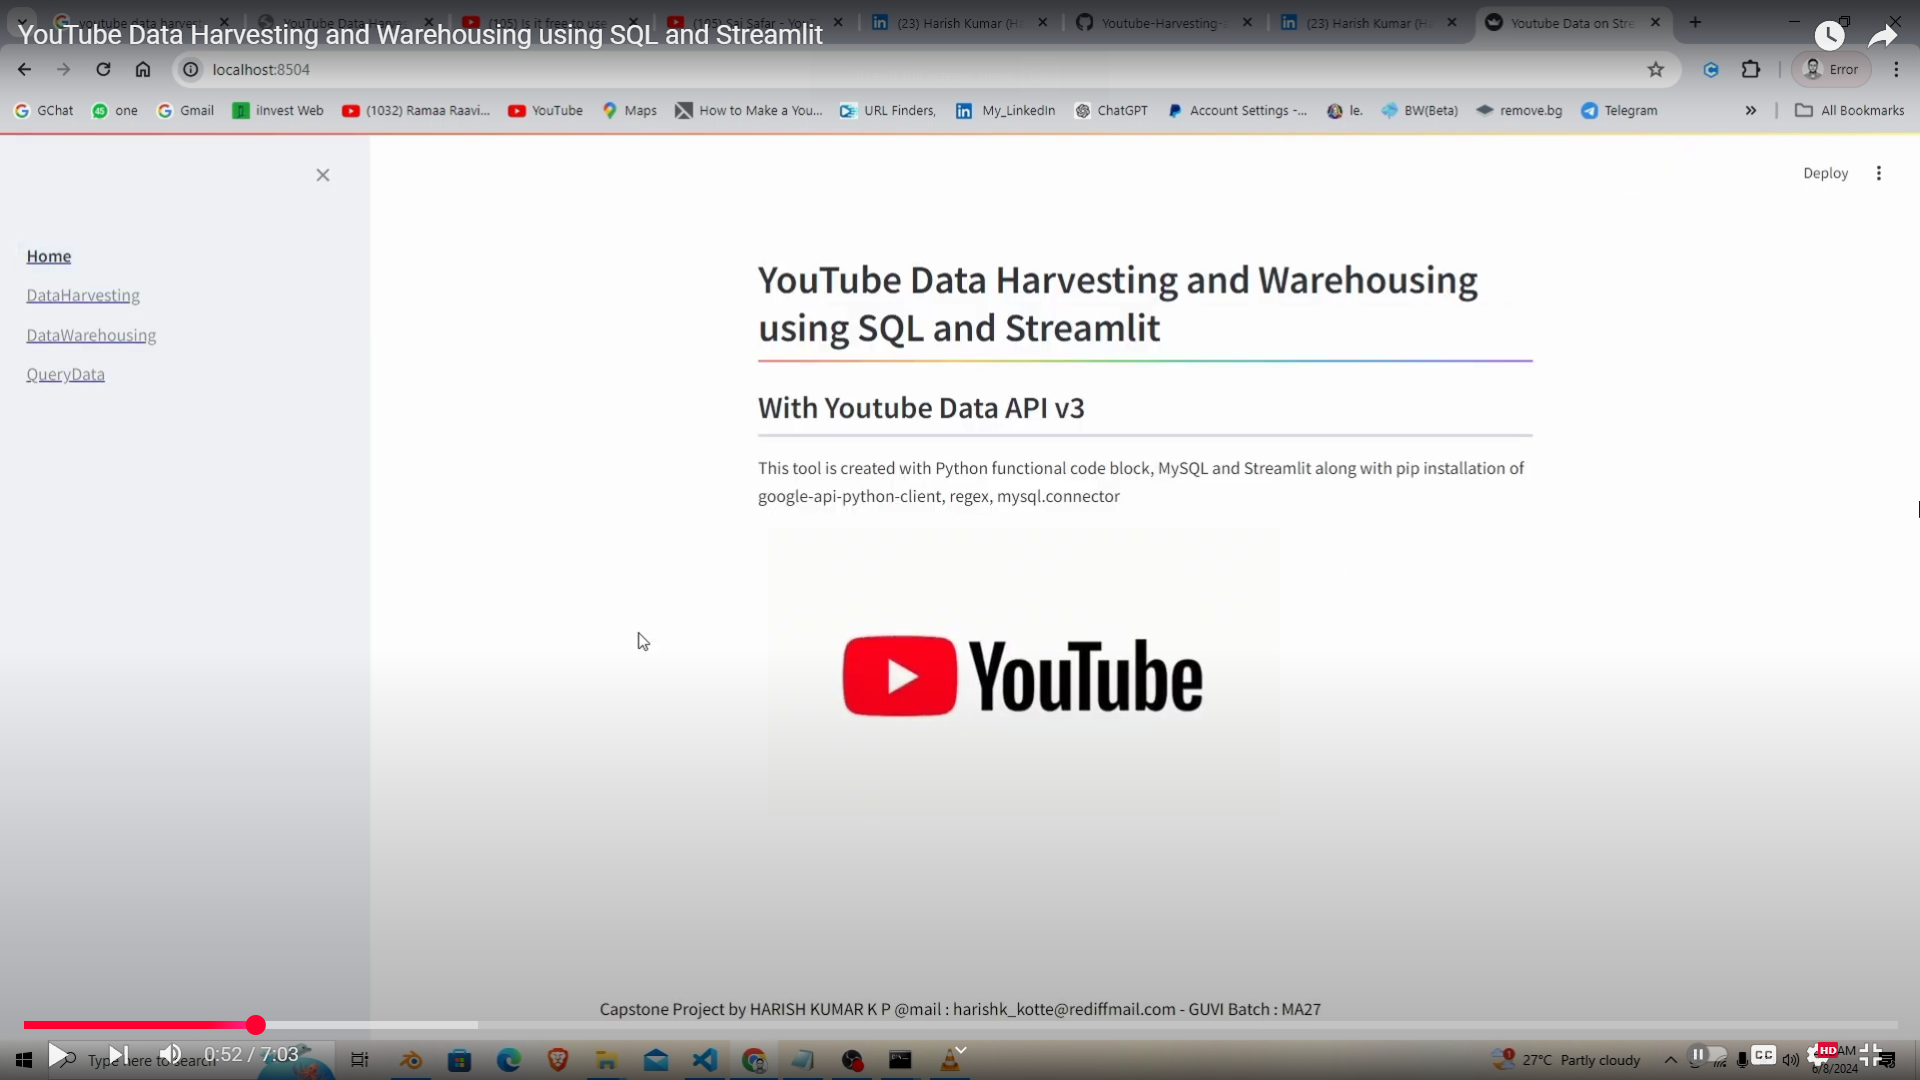 youtube data harvest
YouTube Data Harve
(105) Is it free to use
(105) Sai Safar - You
(23) Harish Kumar (Ha
Youtube-Harvesting-a
(23) Harish Kumar (Ha
Youtube Data on Stre
YouTube Data Harvesting and Warehousing using SQL and Streamlit
localhost:8504
Error
GChat
one
Gmail
iInvest Web
(1032) Ramaa Raavi...
YouTube
Maps
How to Make a You...
URL Finders,
My_LinkedIn
ChatGPT
Account Settings -...
le.
BW(Beta)
remove.bg
Telegram
All Bookmarks
Deploy
Home
DataHarvesting
DataWarehousing
QueryData
YouTube Data Harvesting and Warehousing
using SQL and Streamlit
With Youtube Data API v3
This tool is created with Python functional code block, MySQL and Streamlit along with pip installation of
google-api-python-client, regex, mysql.connector
YouTube
Capstone Project by HARISH KUMAR K P @mail : harishk_kotte@rediffmail.com - GUVI Batch : MA27
0:52 / 7:03
Type here to search
27°C Partly cloudy
CC
HD
AM
6/8/2024